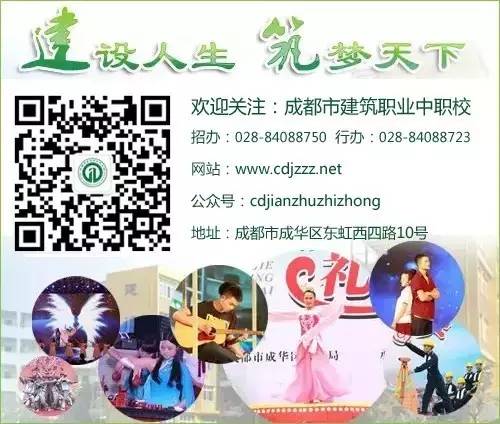 建设人生 筑梦天下
欢迎关注：成都市建筑职业中职校
招办：028-84088750 行办：028-84088723
网站：www.cdjzzz.net
公众号：cdjianzhuzhizhong
地址：成都市成华区东虹西四路10号
礼
都市成华
局